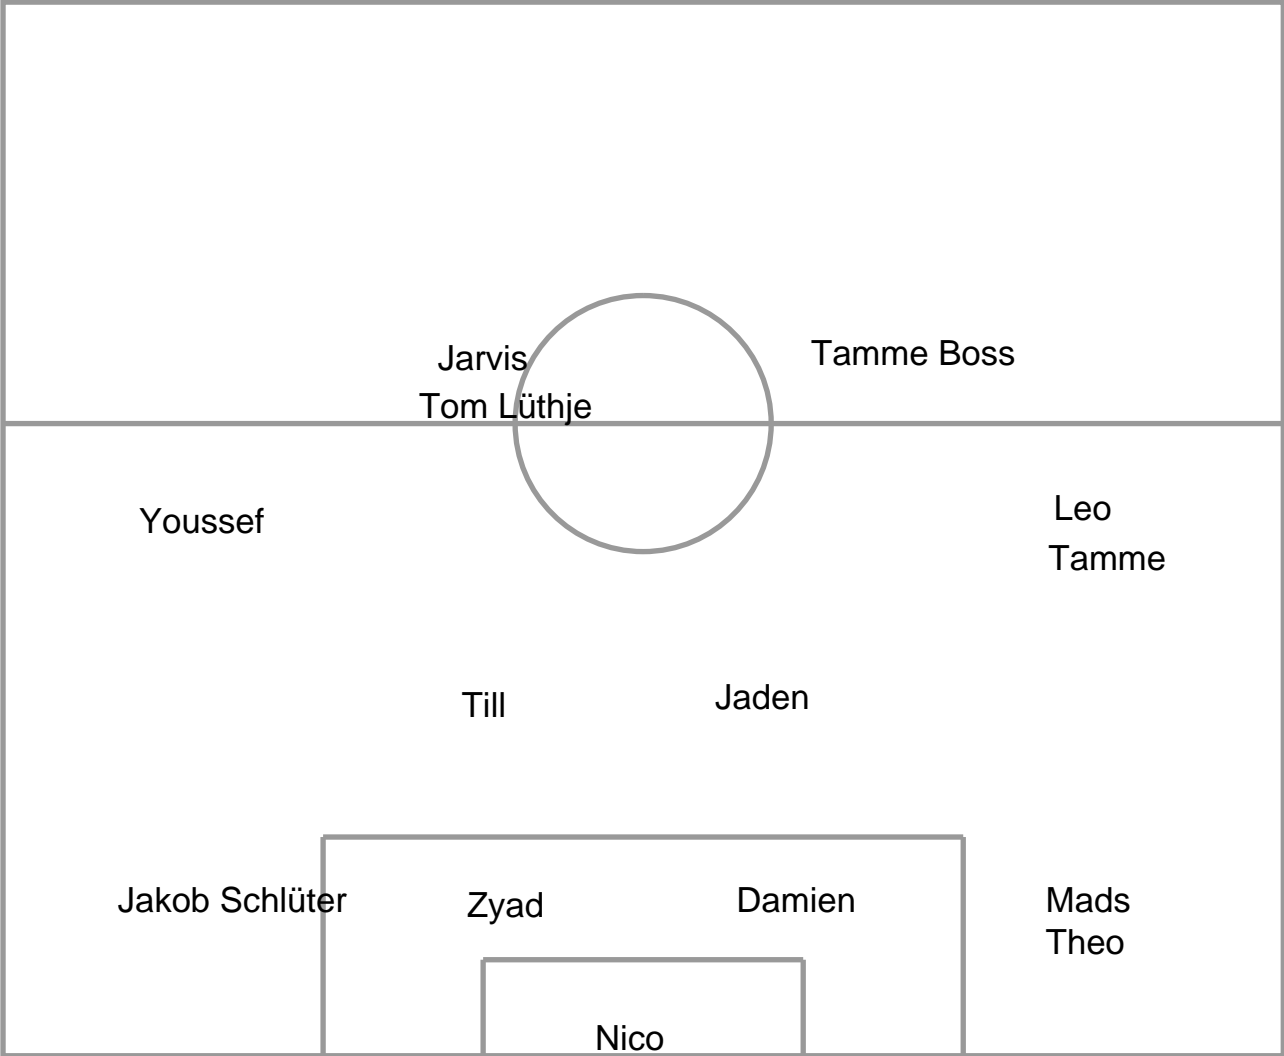 Tamme Boss
Jarvis
Tom Lüthje
Leo
Youssef
Tamme
Jaden
Till
Jakob Schlüter
Zyad
Damien
Mads
Theo
Nico